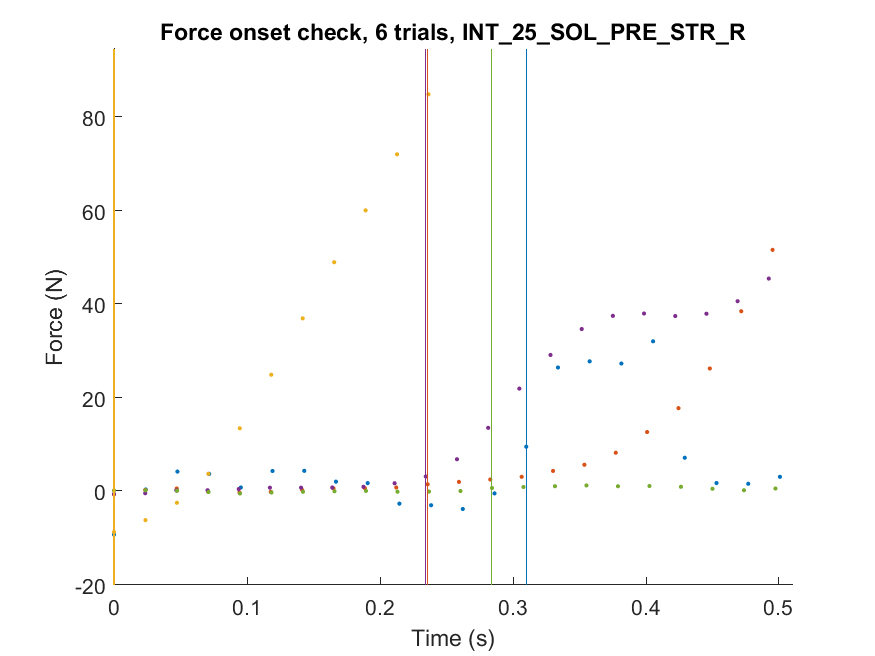 Force onset check, 6 trials, INT_25_SOL_PRE_STR_R
80
60
40
20
0
-20
Force (N)
0 0.1 0.2 0.3 0.4 0.5
Time (s)